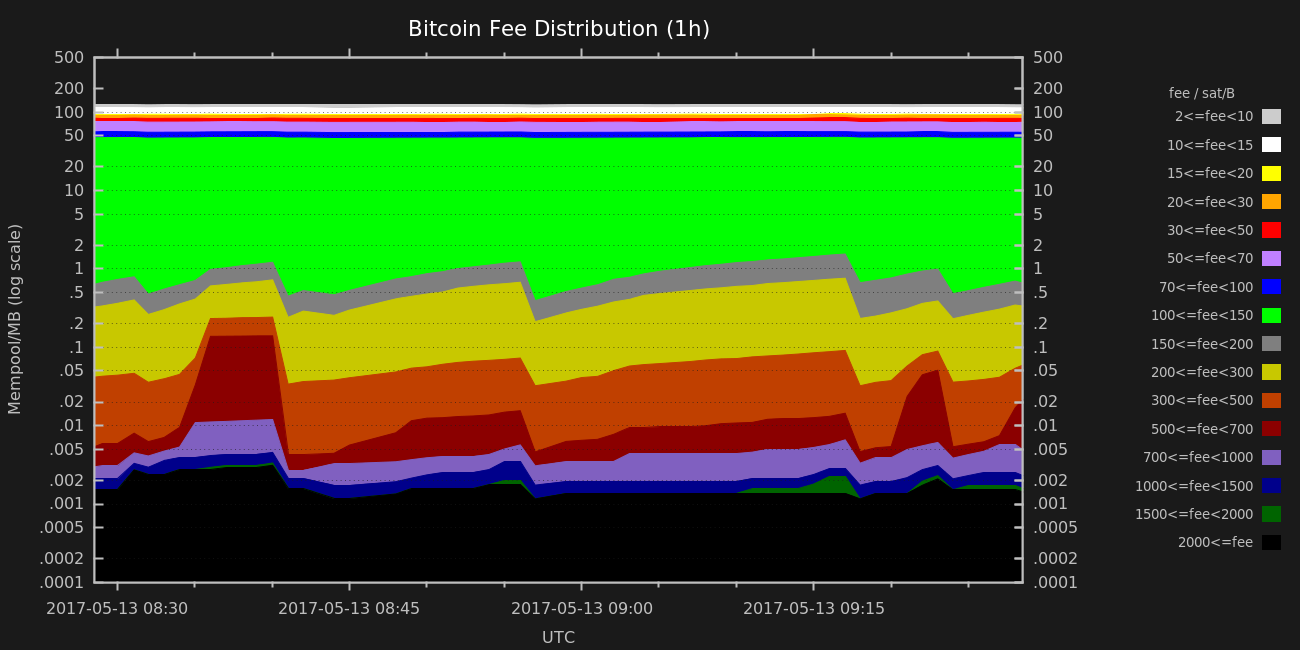 Bitcoin Fee Distribution (1h)
Mempool/MB (log scale)
500
200
100
50
20
10
5
2
1
.5
.2
.1
.05
.02
.01
.005
.002
.001
.0005
.0002
.0001
500
200
100
50
20
10
5
2
1
.5
.2
.1
.05
.02
.01
.005
.002
.001
.0005
.0002
.0001
2017-05-13 08:30
2017-05-13 08:45
2017-05-13 09:00
2017-05-13 09:15
UTC
fee / sat/B
2<=fee<10
10<=fee<15
15<=fee<20
20<=fee<30
30<=fee<50
50<=fee<70
70<=fee<100
100<=fee<150
150<=fee<200
200<=fee<300
300<=fee<500
500<=fee<700
700<=fee<1000
1000<=fee<1500
1500<=fee<2000
2000<=fee